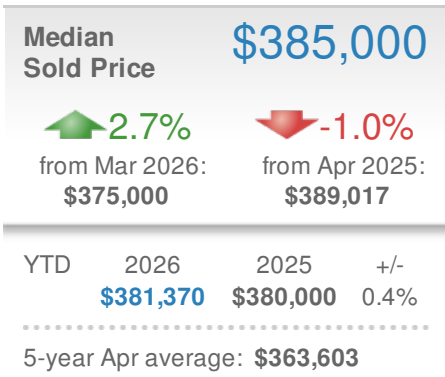 Median $385,000
Sold Price
2.7% -1.0%
from Mar 2026: from Apr 2025:
$375,000 $389,017
YTD 2026 2025 +/-
$381,370 $380,000 0.4%
5-year Apr average: $363,603